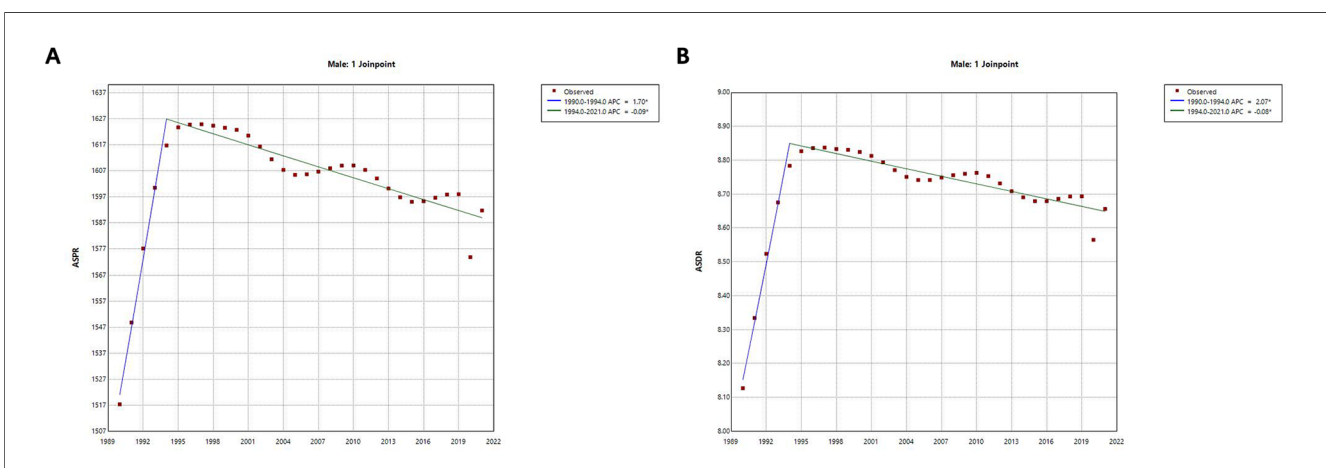 A
Male: 1 Joinpoint
1637
1627
1617
1607
1597
1587
1577
1567
1557
1547
1537
1527
1517
1507
ASPR
1989 1992 1995 1998 2001 2004 2007 2010 2013 2016 2019 2022
Observed
1990.0-1994.0 APC = 1.70*
1994.0-2021.0 APC = -0.09*
B
Male: 1 Joinpoint
9.00
8.90
8.80
8.70
8.60
8.50
8.40
8.30
8.20
8.10
8.00
ASDR
1989 1992 1995 1998 2001 2004 2007 2010 2013 2016 2019 2022
Observed
1990.0-1994.0 APC = 2.07*
1994.0-2021.0 APC = -0.08*